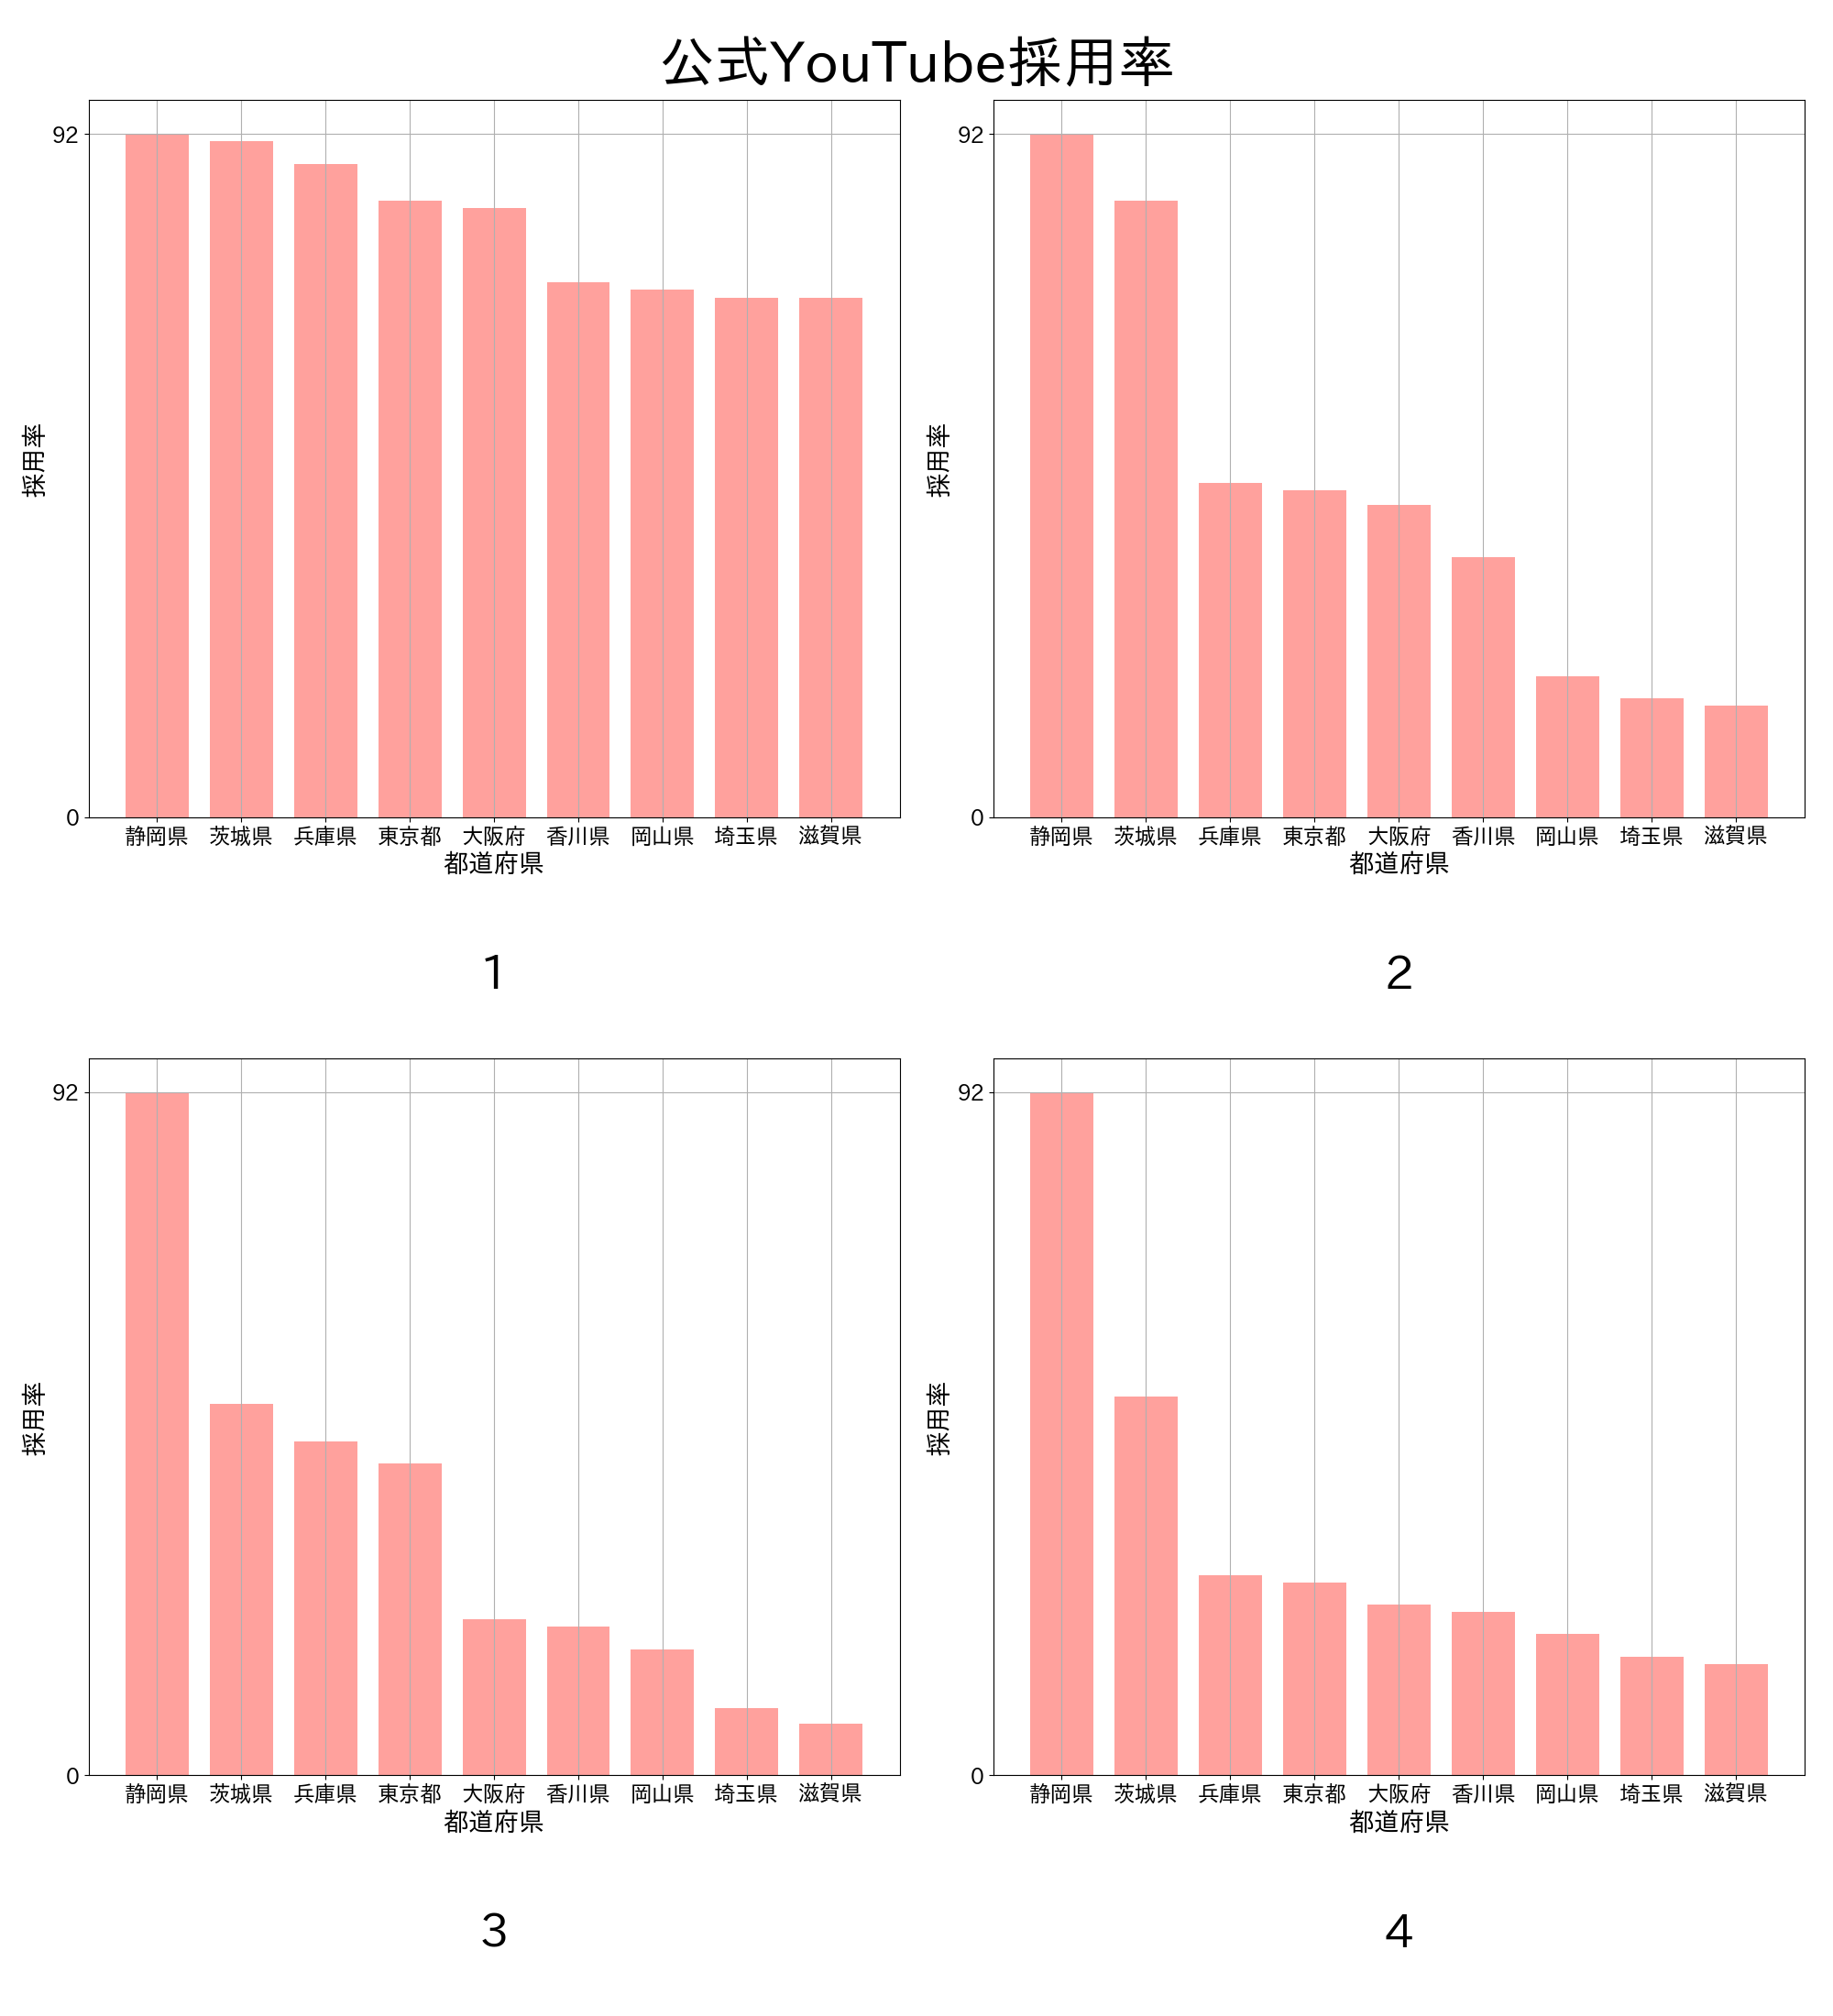 公式YouTube採用率
92
0
採用率
静岡県 茨城県 兵庫県 東京都 大阪府 香川県 岡山県 埼玉県 滋賀県
都道府県
1
92
0
採用率
静岡県 茨城県 兵庫県 東京都 大阪府 香川県 岡山県 埼玉県 滋賀県
都道府県
2
92
0
採用率
静岡県 茨城県 兵庫県 東京都 大阪府 香川県 岡山県 埼玉県 滋賀県
都道府県
3
92
0
採用率
静岡県 茨城県 兵庫県 東京都 大阪府 香川県 岡山県 埼玉県 滋賀県
都道府県
4